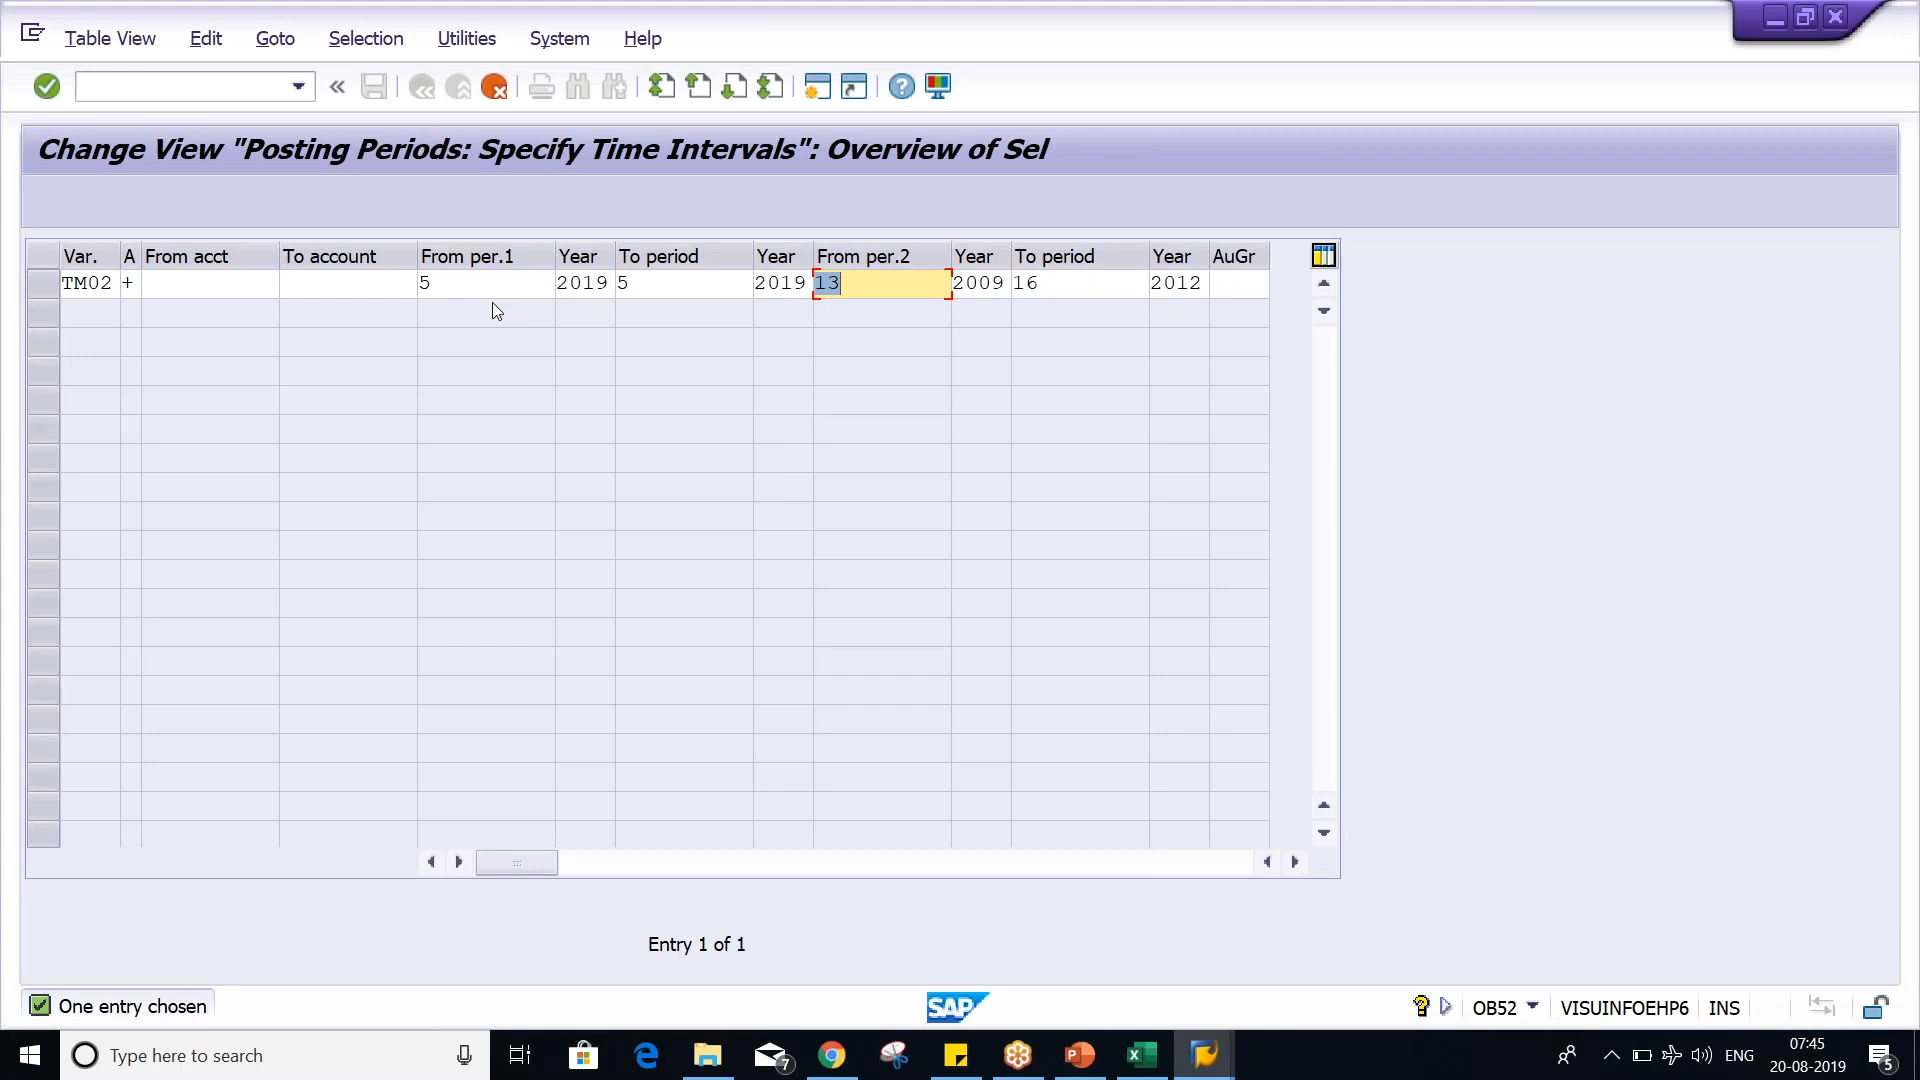 Table View Edit Goto Selection Utilities System Help
Change View "Posting Periods: Specify Time Intervals": Overview of Sel
Var. A From acct To account From per.1 Year To period Year From per.2 Year To period Year AuGr
TM02 + 5 2019 5 2019 13 2009 16 2012
Entry 1 of 1
One entry chosen
SAP
OB52 VISUINFOEHP6 INS
Type here to search
7
ENG
07:45
20-08-2019
5